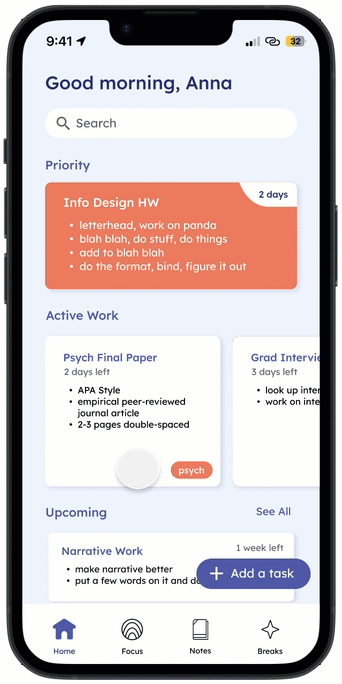 9:41
32
Good morning, Anna
Search
Priority
2 days
Info Design HW
• letterhead, work on panda
• blah blah, do stuff, do things
• add to blah blah
• do the format, bind, figure it out
Active Work
Psych Final Paper
2 days left
• APA Style
• empirical peer-reviewed
journal article
• 2-3 pages double-spaced
psych
Grad Intervie
3 days left
• look up inter
• work on inte
Upcoming
See All
Narrative Work
1 week left
• make narrative better
• put a few words on it and do
+ Add a task
Home
Focus
Notes
Breaks